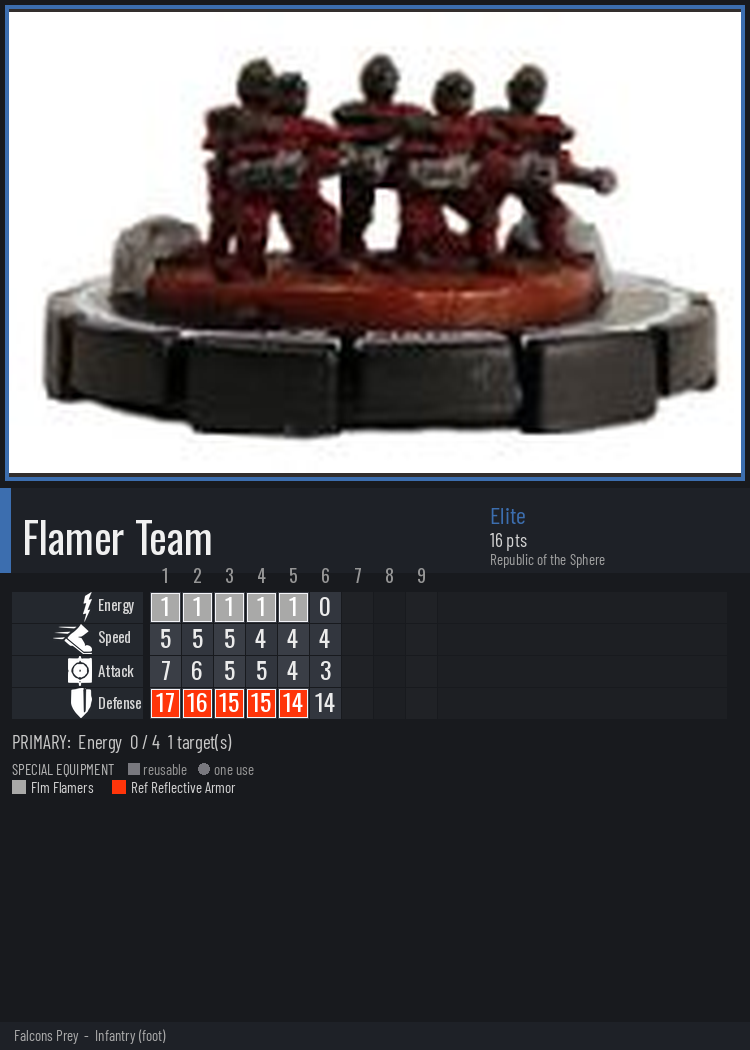 Flamer Team
Elite
16 pts
Republic of the Sphere
1 2 3 4 5 6 7 8 9
Energy 1 1 1 1 1 0
Speed 5 5 5 4 4 4
Attack 7 6 5 5 4 3
Defense 17 16 15 15 14 14
PRIMARY: Energy 0 / 4 1 target(s)
SPECIAL EQUIPMENT reusable one use
Flm Flamers Ref Reflective Armor
Falcons Prey - Infantry (foot)